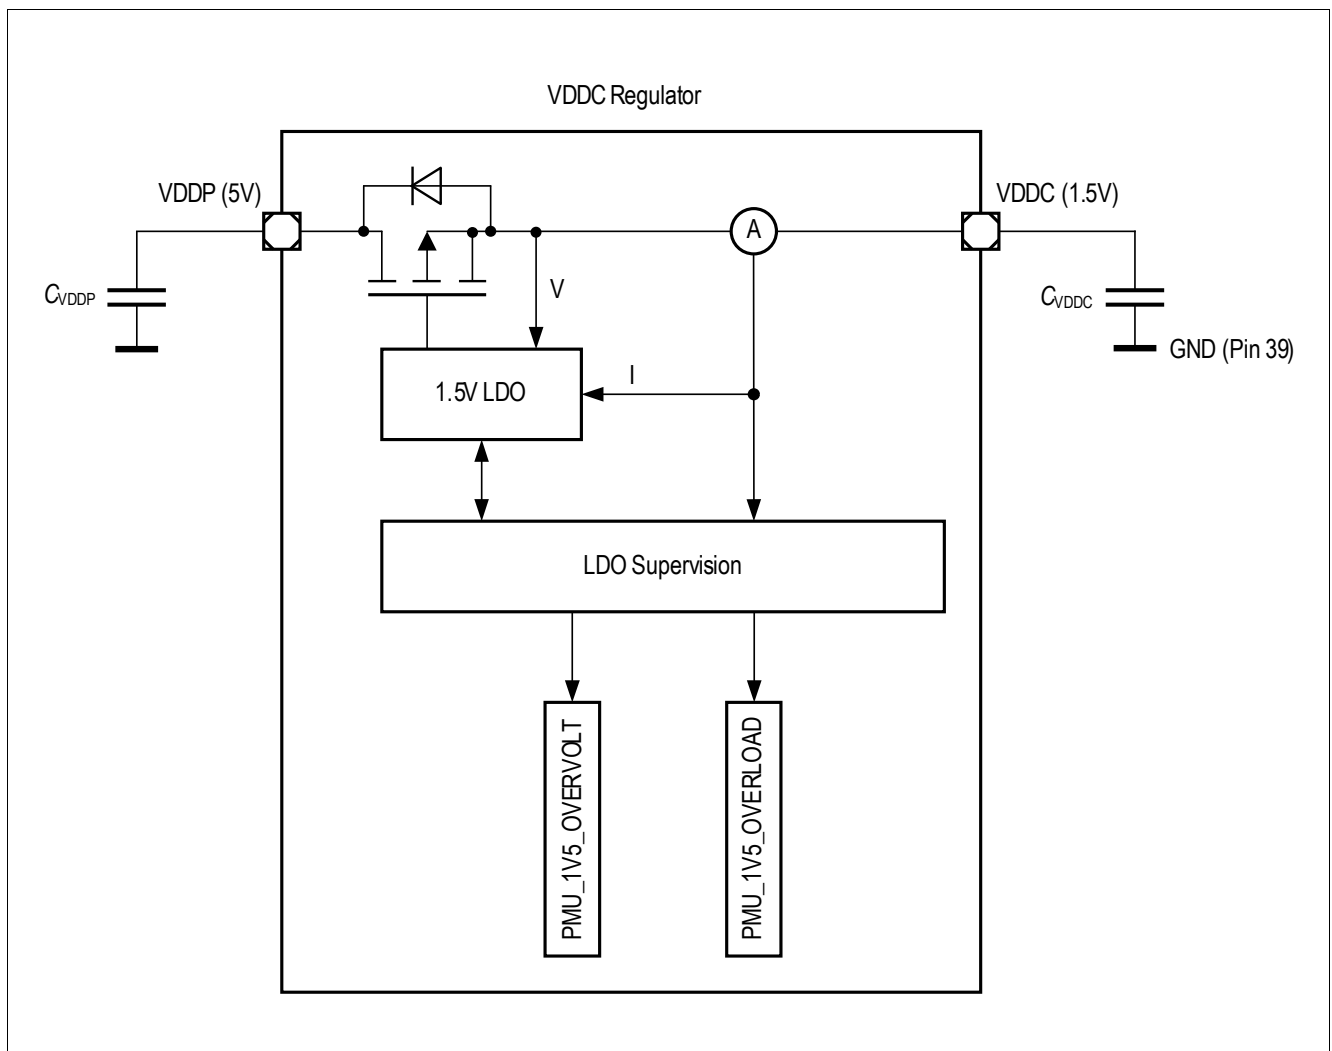 VDDC Regulator
VDDP (5V)
VDDC (1.5V)
A
CVDDP
V
CVDDC
GND (Pin 39)
I
1.5V LDO
LDO Supervision
PMU_1V5_OVERVOLT
PMU_1V5_OVERLOAD